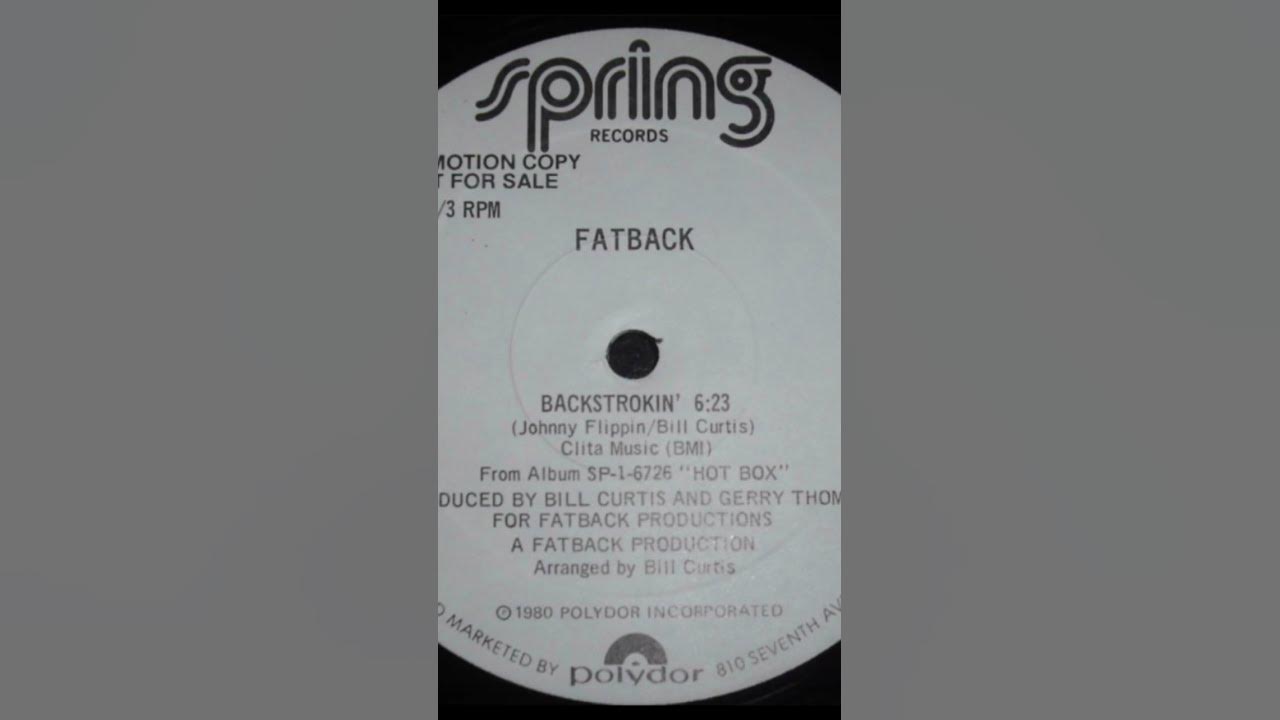 spring
RECORDS
MOTION COPY
T FOR SALE
/3 RPM
FATBACK
BACKSTROKIN' 6:23
(Johnny Flippin/Bill Curtis)
Clita Music (BMI)
From Album SP-1-6726 "HOT BOX"
DUCED BY BILL CURTIS AND GERRY THOM
FOR FATBACK PRODUCTIONS
A FATBACK PRODUCTION
Arranged by Bill Curtis
℗ 1980 POLYDOR INCORPORATED
D MARKETED BY polydor 810 SEVENTH AV